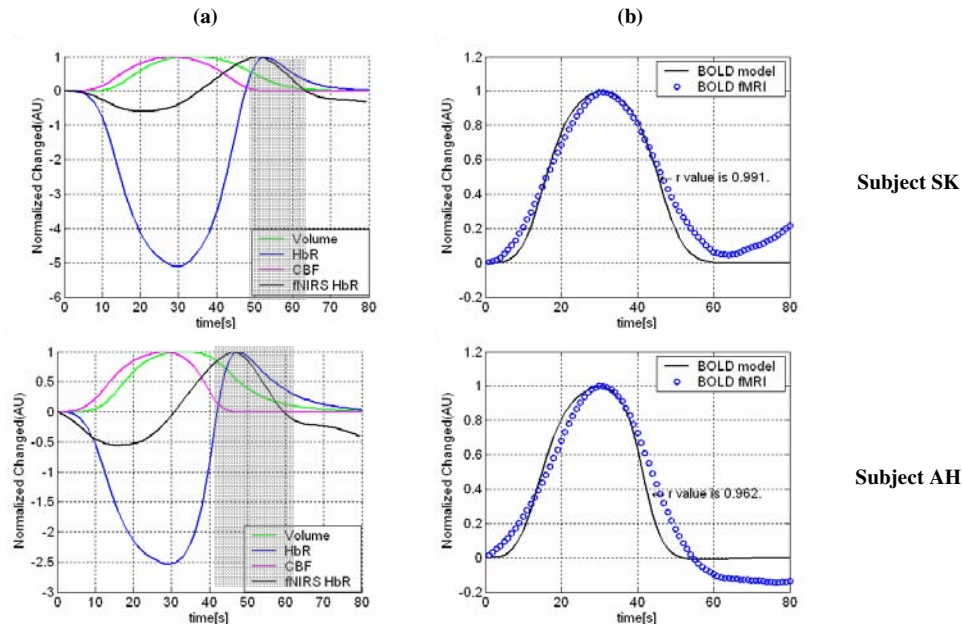 (a)
(b)
1
0
-1
-2
-3
-4
-5
-6
0 10 20 30 40 50 60 70 80
Normalized Changed(AU)
time[s]
Volume
HbR
CBF
fNIRS HbR
1.2
1
0.8
0.6
0.4
0.2
0
-0.2
0 20 40 60 80
Normalized Changed(AU)
time[s]
BOLD model
BOLD fMRI
r value is 0.991.
Subject SK
1
0.5
0
-0.5
-1
-1.5
-2
-2.5
-3
0 10 20 30 40 50 60 70 80
Normalized Changed(AU)
time[s]
Volume
HbR
CBF
fNIRS HbR
1.2
1
0.8
0.6
0.4
0.2
0
-0.2
0 20 40 60 80
Normalized Changed(AU)
time[s]
BOLD model
BOLD fMRI
r value is 0.962.
Subject AH